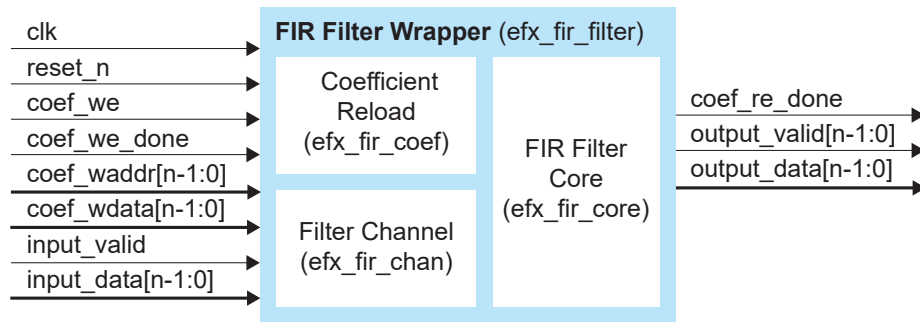 clk
reset_n
coef_we
coef_we_done
coef_waddr[n-1:0]
coef_wdata[n-1:0]
input_valid
input_data[n-1:0]
FIR Filter Wrapper (efx_fir_filter)
Coefficient
Reload
(efx_fir_coef)
Filter Channel
(efx_fir_chan)
FIR Filter
Core
(efx_fir_core)
coef_re_done
output_valid[n-1:0]
output_data[n-1:0]